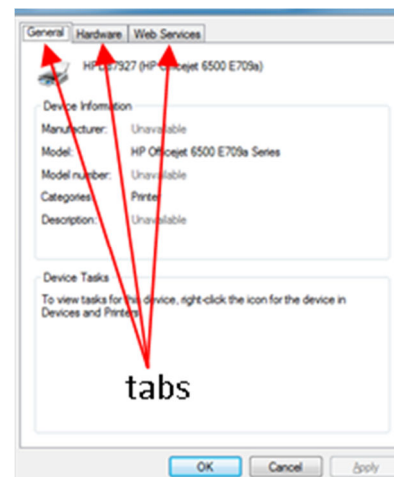 General Hardware Web Services
(HP Officejet 6500 E709a)
Device Information
Manufacturer: Unavailable
Model: HP Officejet 6500 E709a Series
Model number: Unavailable
Categories: Printer
Description: Unavailable
Device Tasks
To view tasks for this device, right-click the icon for the device in
Devices and Printers.
tabs
OK Cancel Apply